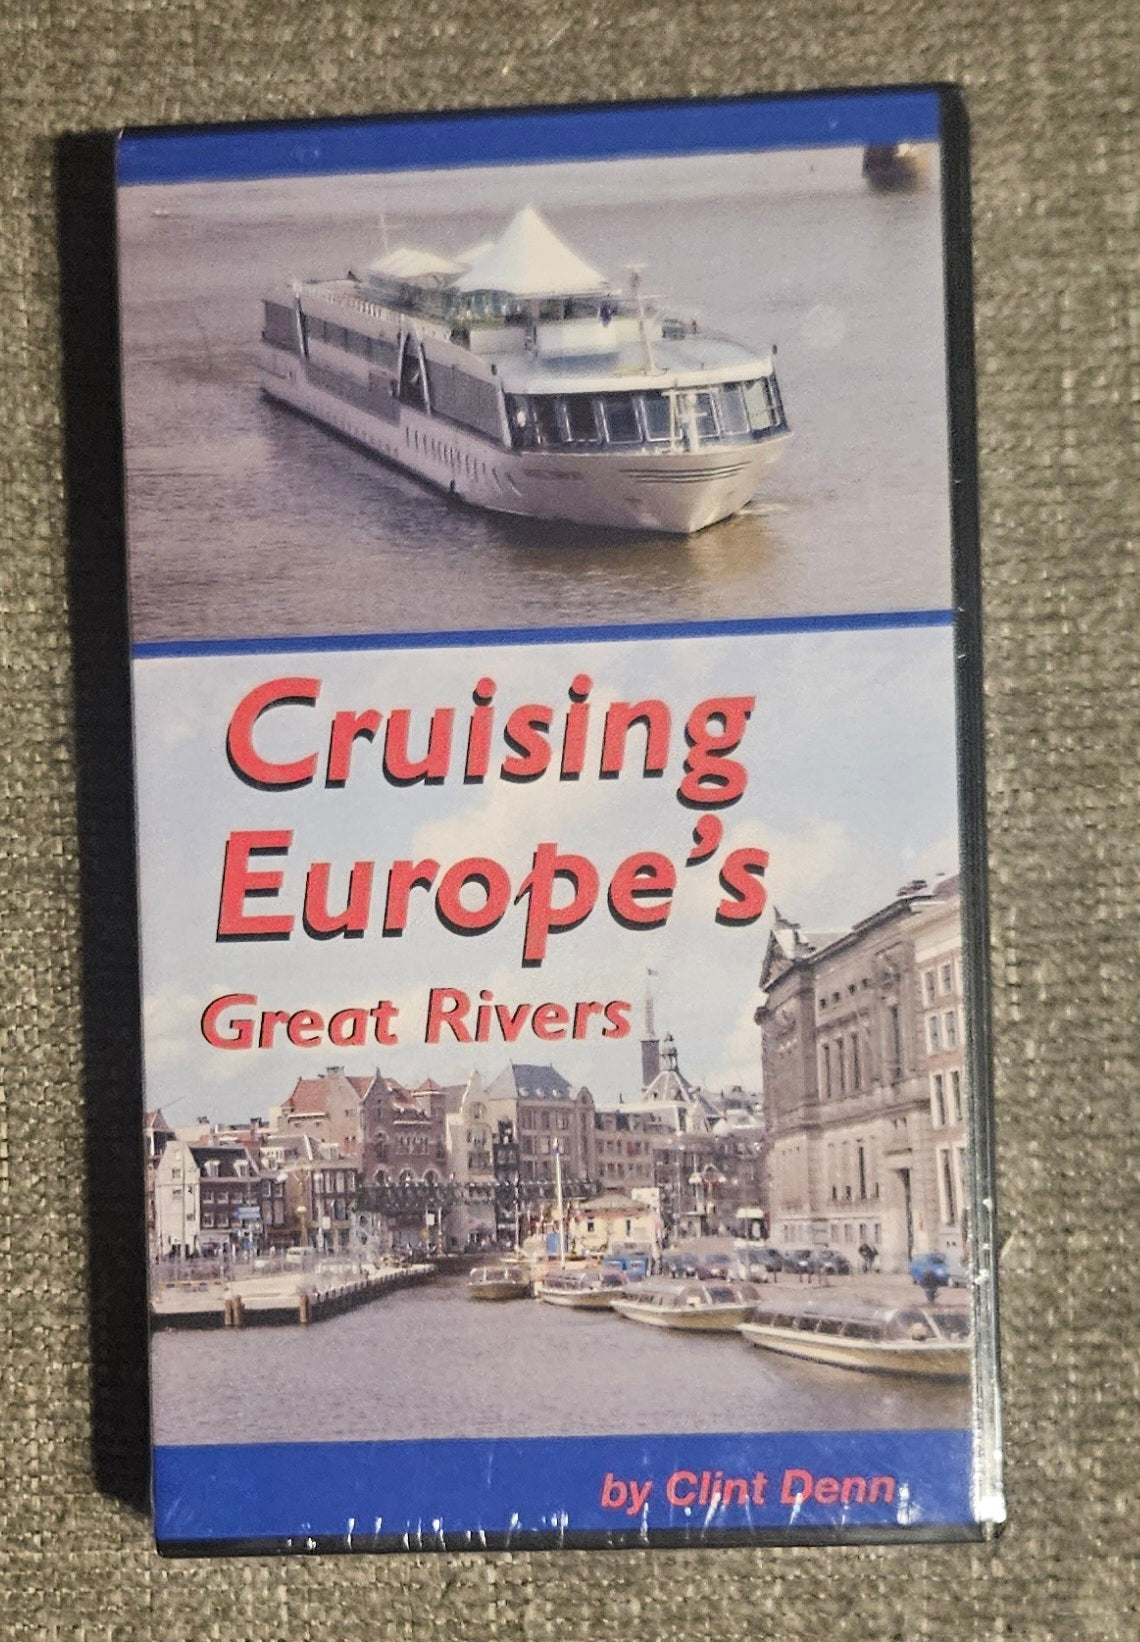 Cruising
Europe's
Great Rivers
by Clint Denn